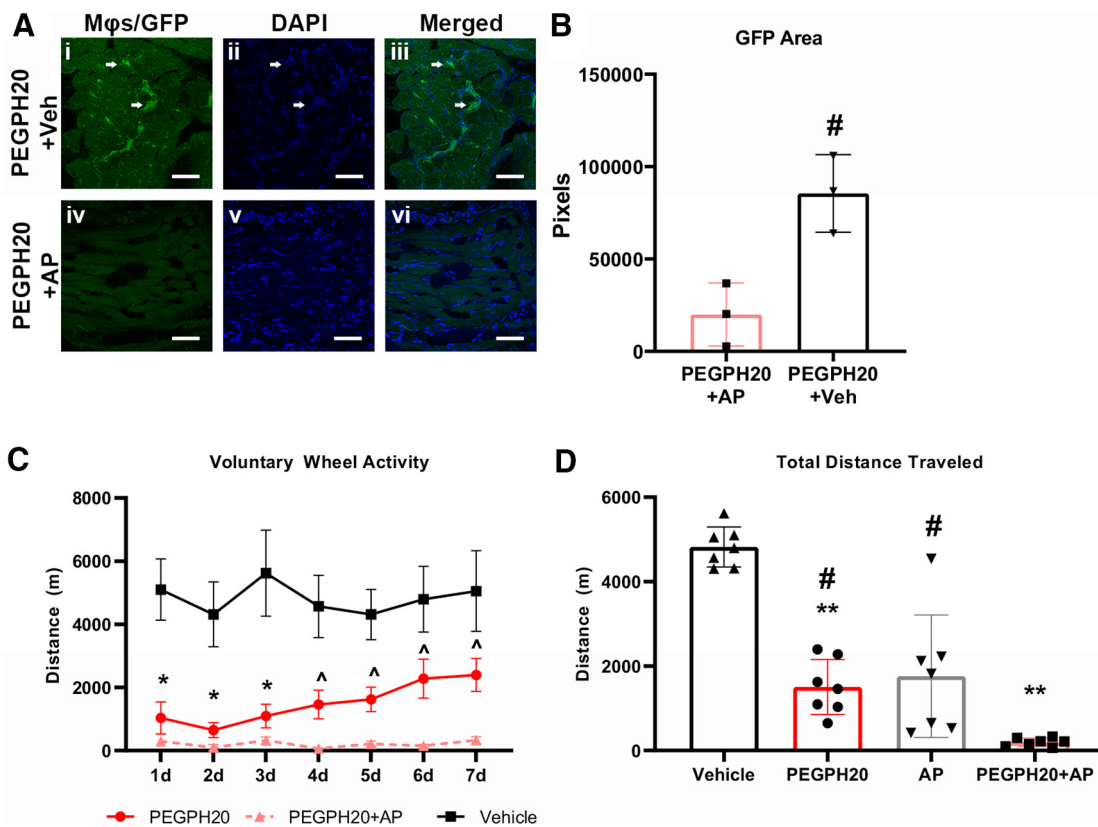 A
Mφs/GFP
DAPI
Merged
PEGPH20
+Veh
i
ii
iii
PEGPH20
+AP
iv
v
vi
B
GFP Area
Pixels
150000
100000
50000
0
#
PEGPH20
+AP
PEGPH20
+Veh
C
Voluntary Wheel Activity
Distance (m)
8000
6000
4000
2000
0
* * * ^ ^ ^ ^
1d 2d 3d 4d 5d 6d 7d
PEGPH20 PEGPH20+AP Vehicle
D
Total Distance Traveled
Distance (m)
6000
4000
2000
0
#
**
#
**
Vehicle PEGPH20 AP PEGPH20+AP